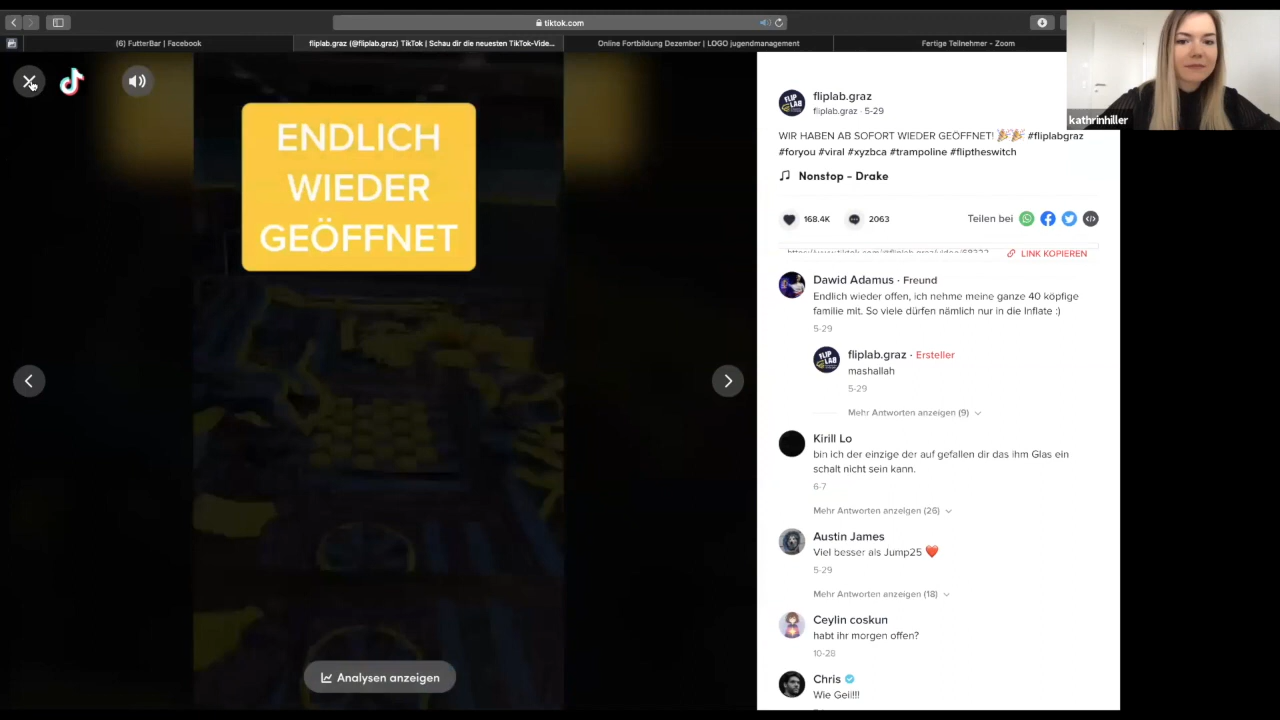 tiktok.com
(6) FutterBar | Facebook
fliplab.graz (@fliplab.graz) TikTok | Schau dir die neuesten TikTok-Vide...
Online Fortbildung Dezember | LOGO jugendmanagement
Fertige Teilnehmer - Zoom
kathrinhiller
ENDLICH
WIEDER
GEÖFFNET
Analysen anzeigen
FLIP LAB
fliplab.graz
fliplab.graz · 5-29
WIR HABEN AB SOFORT WIEDER GEÖFFNET! 🎉🎉 #fliplabgraz
#foryou #viral #xyzbca #trampoline #fliptheswitch
Nonstop - Drake
168.4K
2063
Teilen bei
LINK KOPIEREN
Dawid Adamus · Freund
Endlich wieder offen, ich nehme meine ganze 40 köpfige
familie mit. So viele dürfen nämlich nur in die Inflate :)
5-29
FLIP LAB
fliplab.graz · Ersteller
mashallah
5-29
Mehr Antworten anzeigen (9)
Kirill Lo
bin ich der einzige der auf gefallen dir das ihm Glas ein
schalt nicht sein kann.
6-7
Mehr Antworten anzeigen (26)
Austin James
Viel besser als Jump25 ❤️
5-29
Mehr Antworten anzeigen (18)
Ceylin coskun
habt ihr morgen offen?
10-28
Chris
Wie Geil!!!